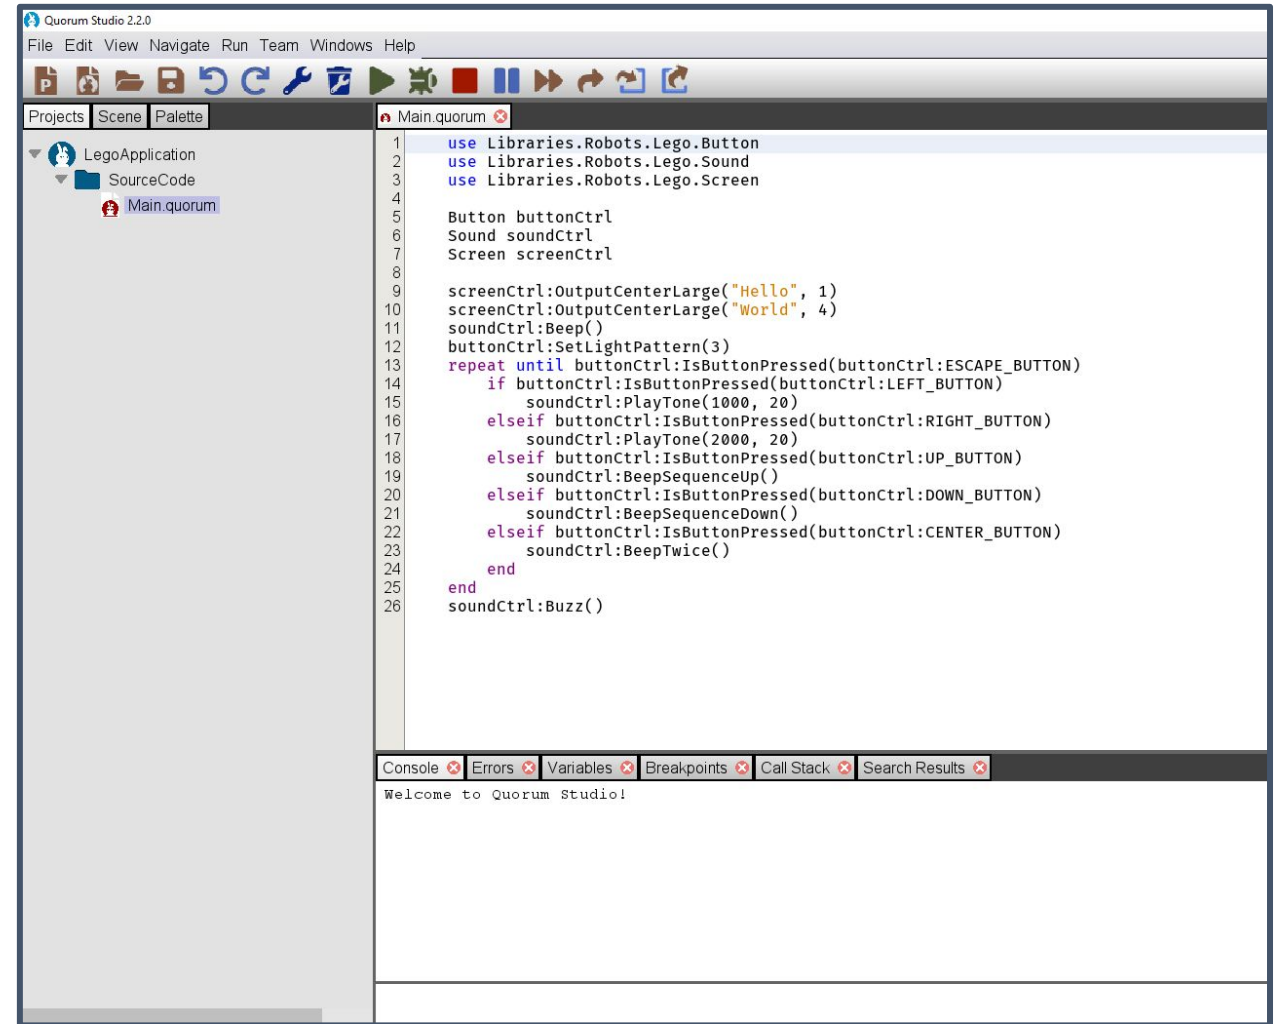 Quorum Studio 2.2.0
File Edit View Navigate Run Team Windows Help
P
Projects Scene Palette
LegoApplication
SourceCode
Main.quorum
Main.quorum
1 use Libraries.Robots.Lego.Button
2 use Libraries.Robots.Lego.Sound
3 use Libraries.Robots.Lego.Screen
4
5 Button buttonCtrl
6 Sound soundCtrl
7 Screen screenCtrl
8
9 screenCtrl:OutputCenterLarge("Hello", 1)
10 screenCtrl:OutputCenterLarge("World", 4)
11 soundCtrl:Beep()
12 buttonCtrl:SetLightPattern(3)
13 repeat until buttonCtrl:IsButtonPressed(buttonCtrl:ESCAPE_BUTTON)
14 if buttonCtrl:IsButtonPressed(buttonCtrl:LEFT_BUTTON)
15 soundCtrl:PlayTone(1000, 20)
16 elseif buttonCtrl:IsButtonPressed(buttonCtrl:RIGHT_BUTTON)
17 soundCtrl:PlayTone(2000, 20)
18 elseif buttonCtrl:IsButtonPressed(buttonCtrl:UP_BUTTON)
19 soundCtrl:BeepSequenceUp()
20 elseif buttonCtrl:IsButtonPressed(buttonCtrl:DOWN_BUTTON)
21 soundCtrl:BeepSequenceDown()
22 elseif buttonCtrl:IsButtonPressed(buttonCtrl:CENTER_BUTTON)
23 soundCtrl:BeepTwice()
24 end
25 end
26 soundCtrl:Buzz()
Console Errors Variables Breakpoints Call Stack Search Results
Welcome to Quorum Studio!